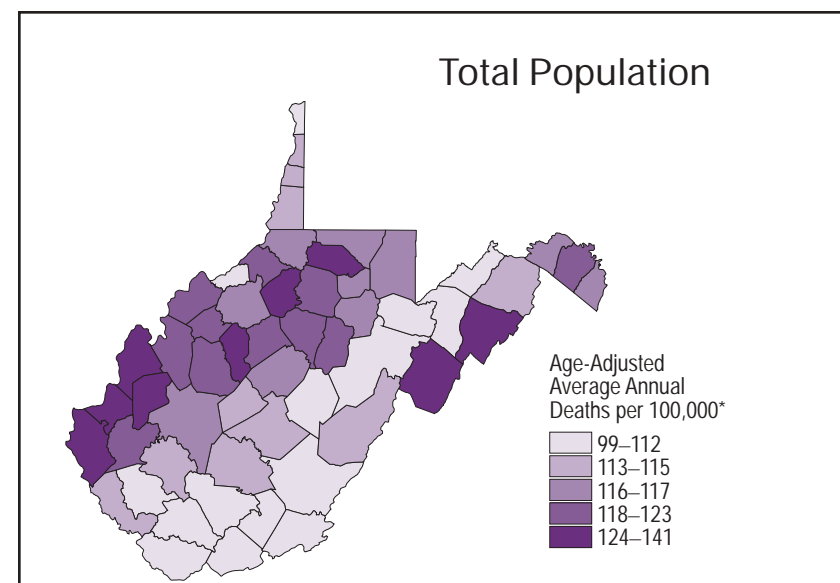 Total Population
Age-Adjusted
Average Annual
Deaths per 100,000*
99–112
113–115
116–117
118–123
124–141